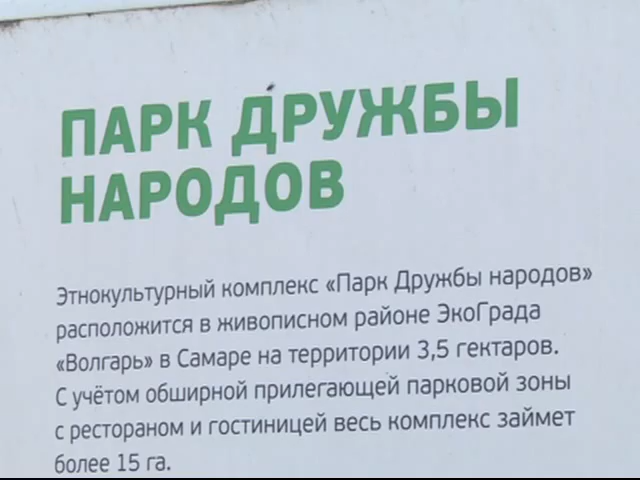 ПАРК ДРУЖБЫ
НАРОДОВ
Этнокультурный комплекс «Парк Дружбы народов»
расположится в живописном районе ЭкоГрада
«Волгарь» в Самаре на территории 3,5 гектаров.
С учётом обширной прилегающей парковой зоны
с рестораном и гостиницей весь комплекс займет
более 15 га.